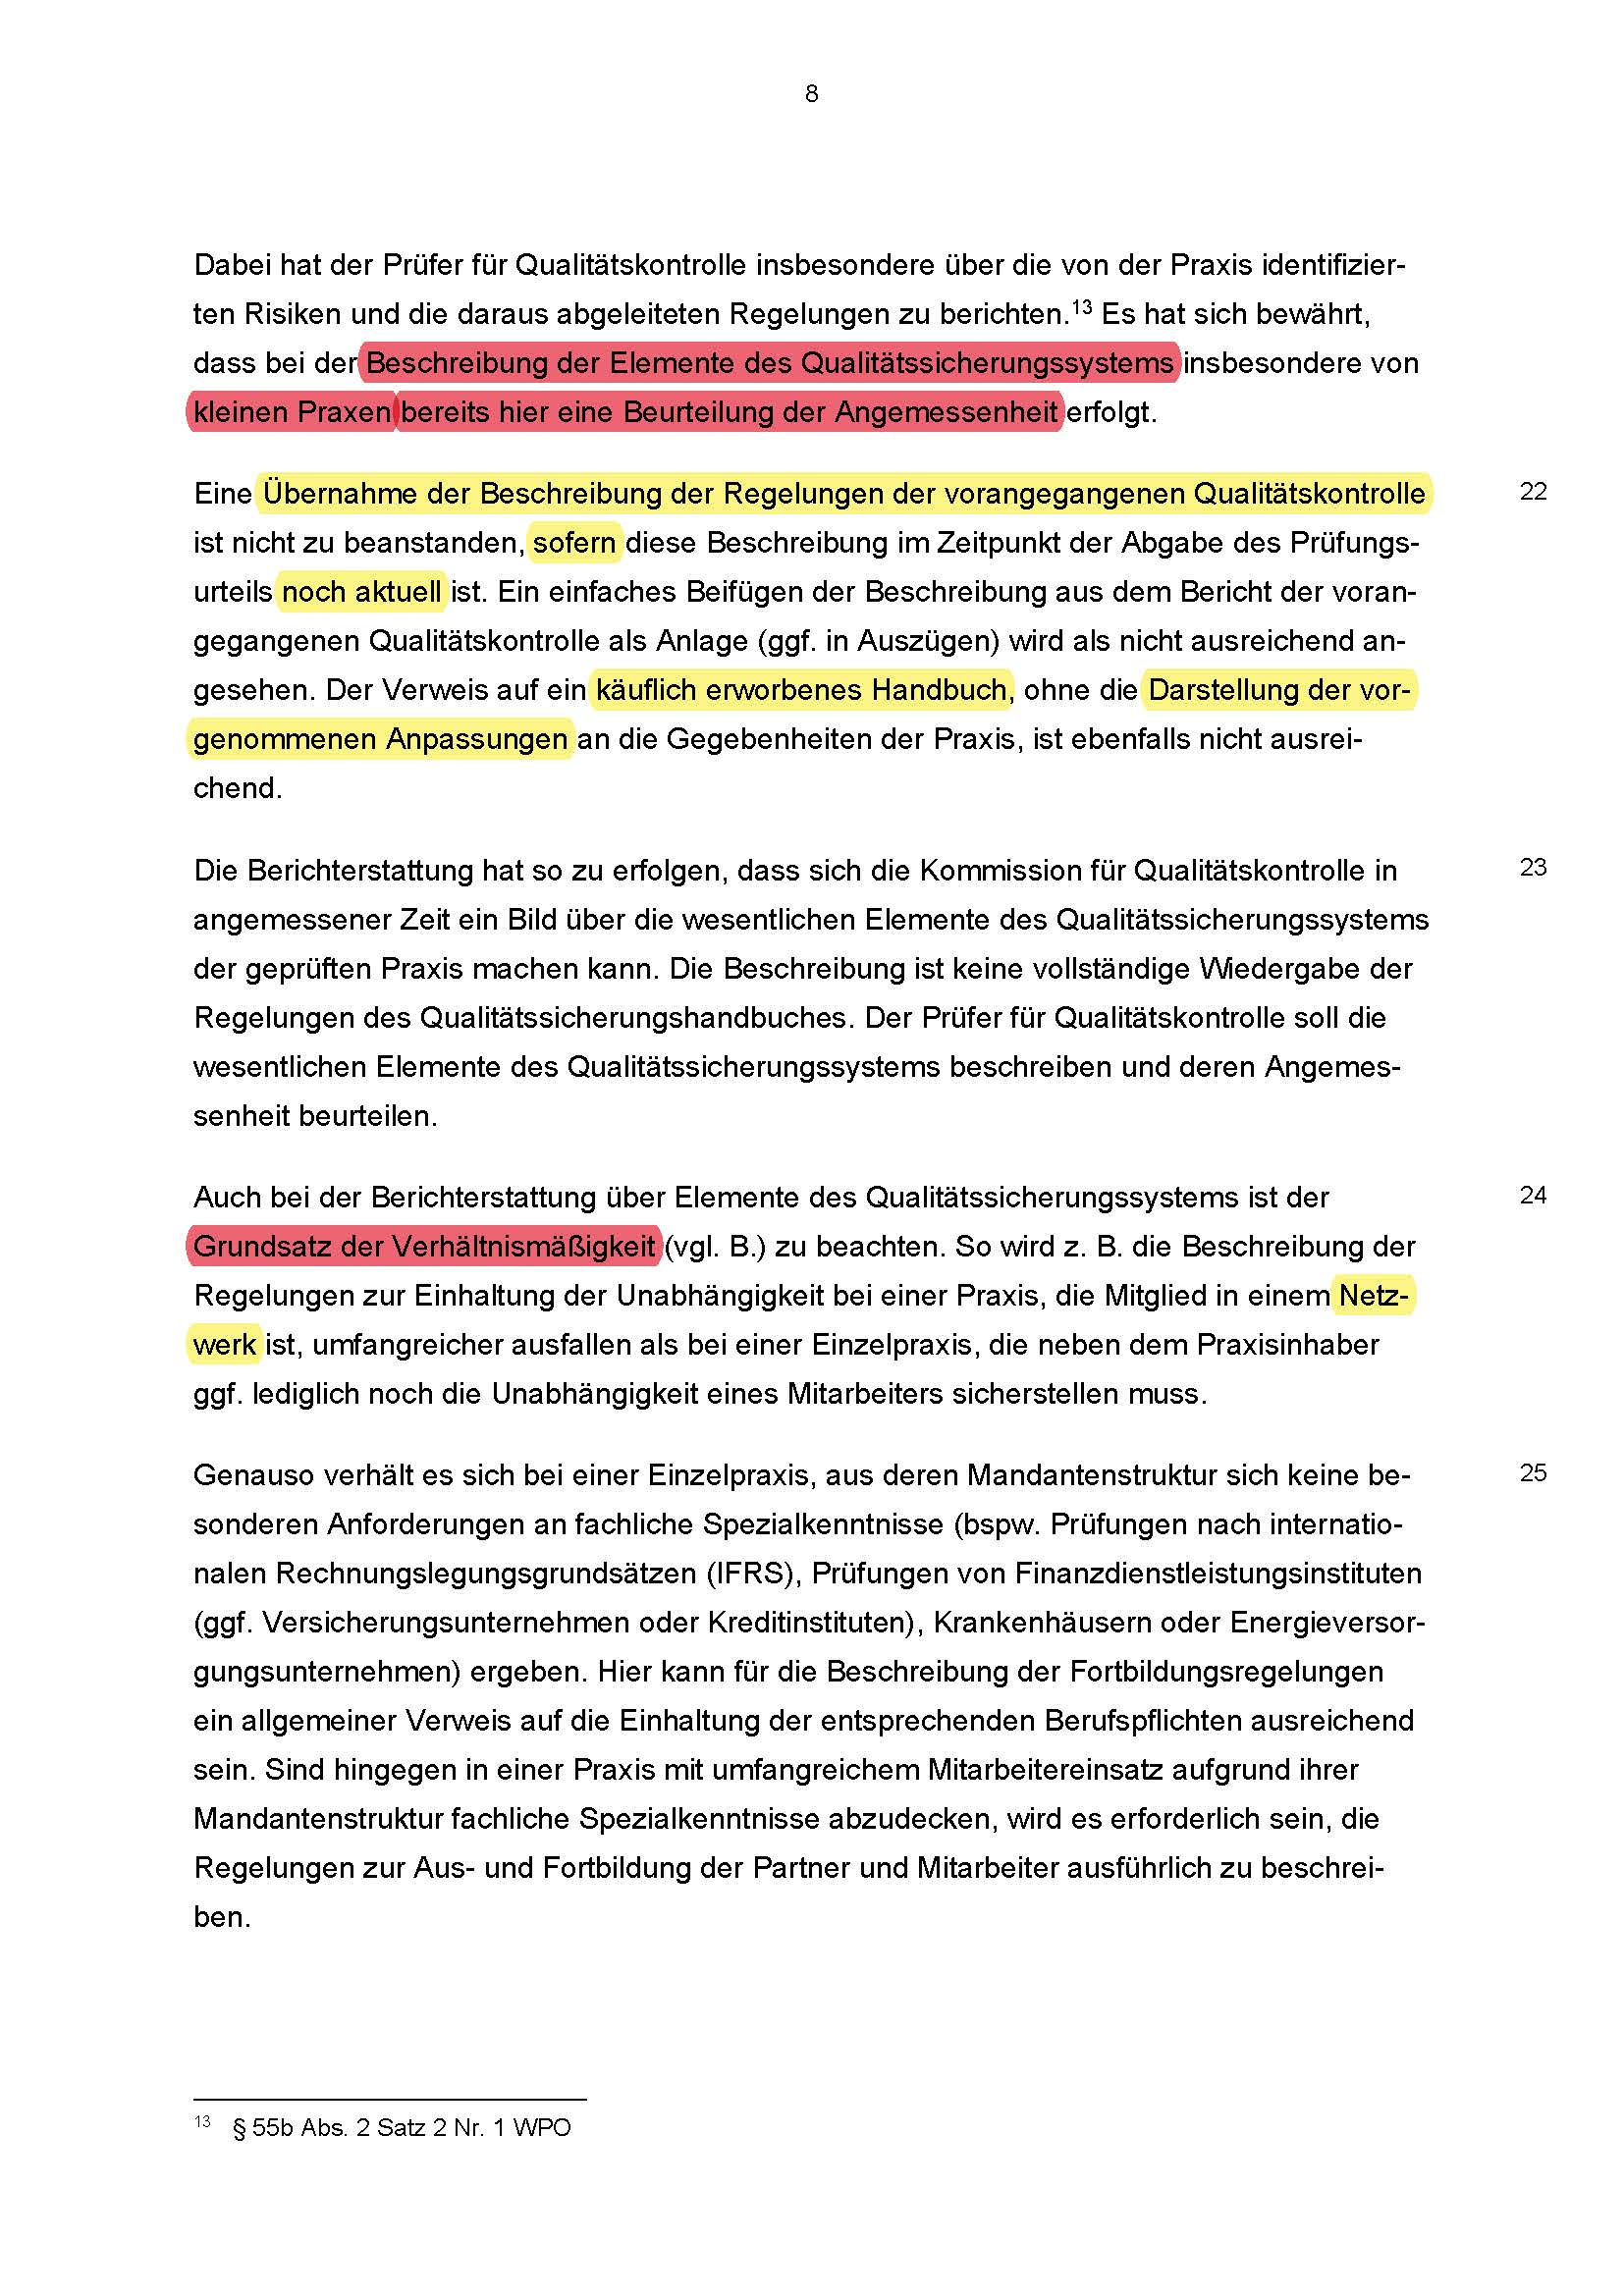 8
Dabei hat der Prüfer für Qualitätskontrolle insbesondere über die von der Praxis identifizier-
ten Risiken und die daraus abgeleiteten Regelungen zu berichten.13 Es hat sich bewährt,
dass bei der Beschreibung der Elemente des Qualitätssicherungssystems insbesondere von
kleinen Praxen bereits hier eine Beurteilung der Angemessenheit erfolgt.
Eine Übernahme der Beschreibung der Regelungen der vorangegangenen Qualitätskontrolle 22
ist nicht zu beanstanden, sofern diese Beschreibung im Zeitpunkt der Abgabe des Prüfungs-
urteils noch aktuell ist. Ein einfaches Beifügen der Beschreibung aus dem Bericht der voran-
gegangenen Qualitätskontrolle als Anlage (ggf. in Auszügen) wird als nicht ausreichend an-
gesehen. Der Verweis auf ein käuflich erworbenes Handbuch, ohne die Darstellung der vor-
genommenen Anpassungen an die Gegebenheiten der Praxis, ist ebenfalls nicht ausrei-
chend.
Die Berichterstattung hat so zu erfolgen, dass sich die Kommission für Qualitätskontrolle in 23
angemessener Zeit ein Bild über die wesentlichen Elemente des Qualitätssicherungssystems
der geprüften Praxis machen kann. Die Beschreibung ist keine vollständige Wiedergabe der
Regelungen des Qualitätssicherungshandbuches. Der Prüfer für Qualitätskontrolle soll die
wesentlichen Elemente des Qualitätssicherungssystems beschreiben und deren Angemes-
senheit beurteilen.
Auch bei der Berichterstattung über Elemente des Qualitätssicherungssystems ist der 24
Grundsatz der Verhältnismäßigkeit (vgl. B.) zu beachten. So wird z. B. die Beschreibung der
Regelungen zur Einhaltung der Unabhängigkeit bei einer Praxis, die Mitglied in einem Netz-
werk ist, umfangreicher ausfallen als bei einer Einzelpraxis, die neben dem Praxisinhaber
ggf. lediglich noch die Unabhängigkeit eines Mitarbeiters sicherstellen muss.
Genauso verhält es sich bei einer Einzelpraxis, aus deren Mandantenstruktur sich keine be- 25
sonderen Anforderungen an fachliche Spezialkenntnisse (bspw. Prüfungen nach internatio-
nalen Rechnungslegungsgrundsätzen (IFRS), Prüfungen von Finanzdienstleistungsinstituten
(ggf. Versicherungsunternehmen oder Kreditinstituten), Krankenhäusern oder Energieversor-
gungsunternehmen) ergeben. Hier kann für die Beschreibung der Fortbildungsregelungen
ein allgemeiner Verweis auf die Einhaltung der entsprechenden Berufspflichten ausreichend
sein. Sind hingegen in einer Praxis mit umfangreichem Mitarbeitereinsatz aufgrund ihrer
Mandantenstruktur fachliche Spezialkenntnisse abzudecken, wird es erforderlich sein, die
Regelungen zur Aus- und Fortbildung der Partner und Mitarbeiter ausführlich zu beschrei-
ben.
13 § 55b Abs. 2 Satz 2 Nr. 1 WPO